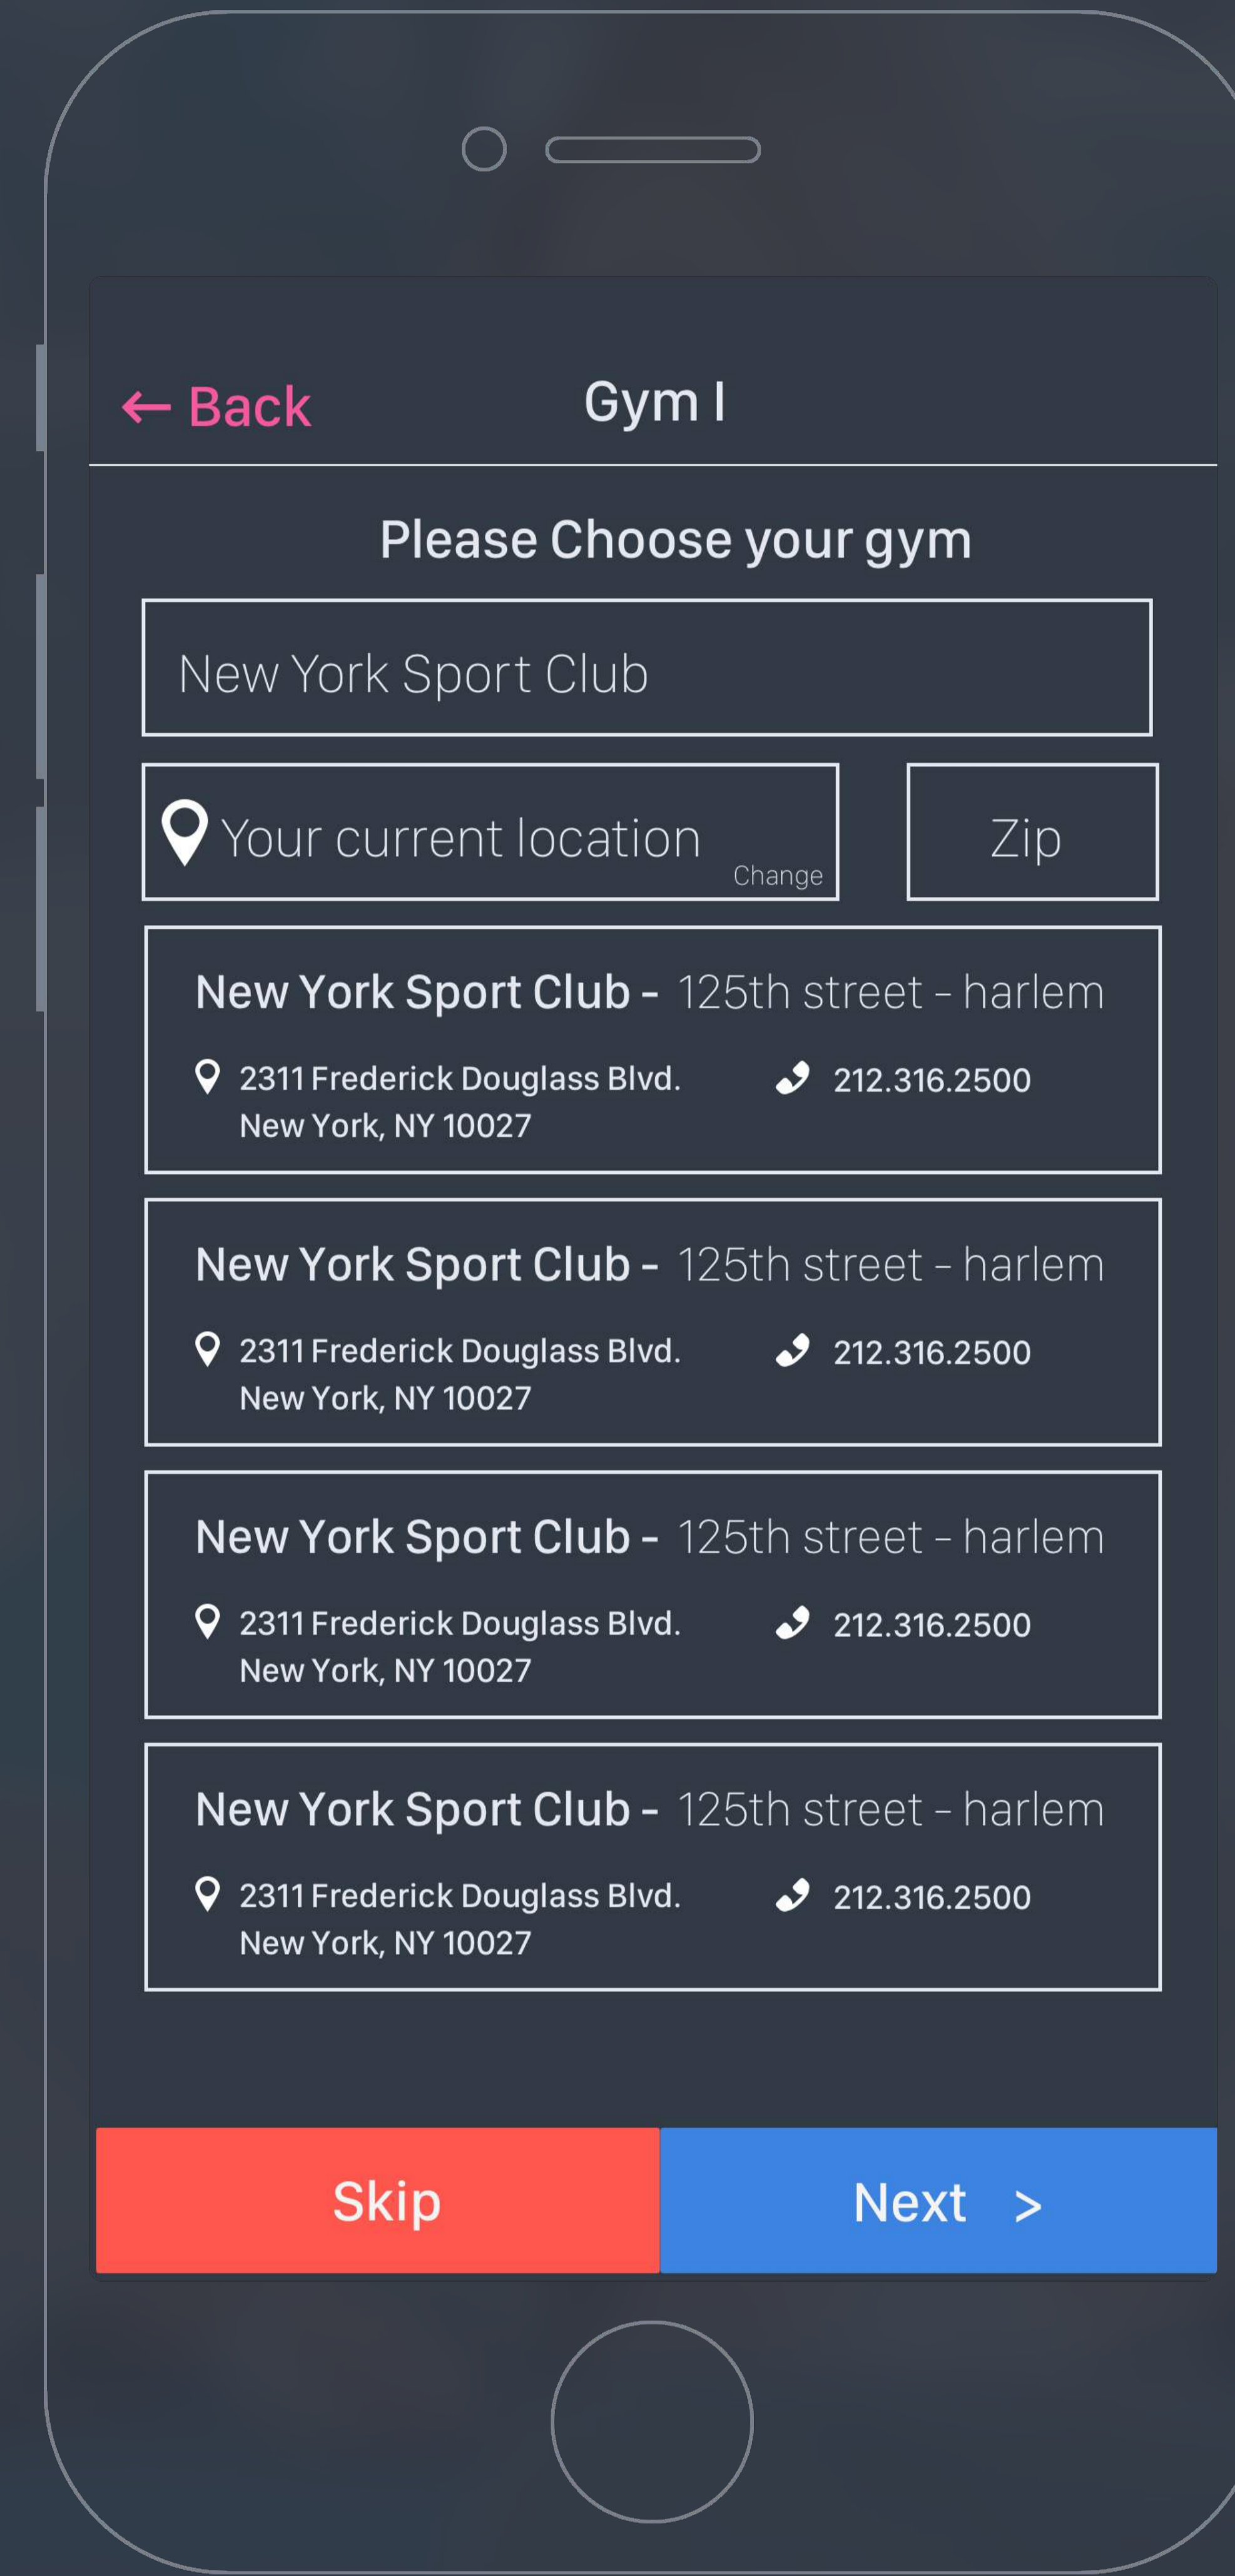 ← Back
Gym I
Please Choose your gym
New York Sport Club
Your current location
Change
Zip
New York Sport Club - 125th street - harlem
2311 Frederick Douglass Blvd.
212.316.2500
New York, NY 10027
New York Sport Club - 125th street - harlem
2311 Frederick Douglass Blvd.
212.316.2500
New York, NY 10027
New York Sport Club - 125th street - harlem
2311 Frederick Douglass Blvd.
212.316.2500
New York, NY 10027
New York Sport Club - 125th street - harlem
2311 Frederick Douglass Blvd.
212.316.2500
New York, NY 10027
Skip
Next >